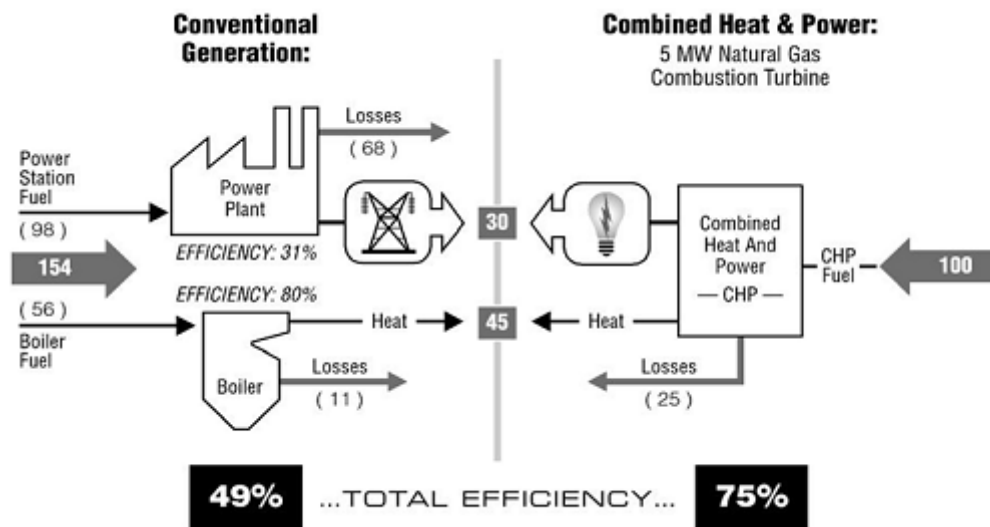 Conventional
Generation:
Combined Heat & Power:
5 MW Natural Gas
Combustion Turbine
Losses
( 68 )
Power
Station
Fuel
( 98 )
Power
Plant
EFFICIENCY: 31%
30
Combined
Heat And
Power
— CHP —
CHP
Fuel
100
154
EFFICIENCY: 80%
( 56 )
Boiler
Fuel
Heat
45
Heat
Boiler
Losses
( 11 )
Losses
( 25 )
49% ...TOTAL EFFICIENCY... 75%